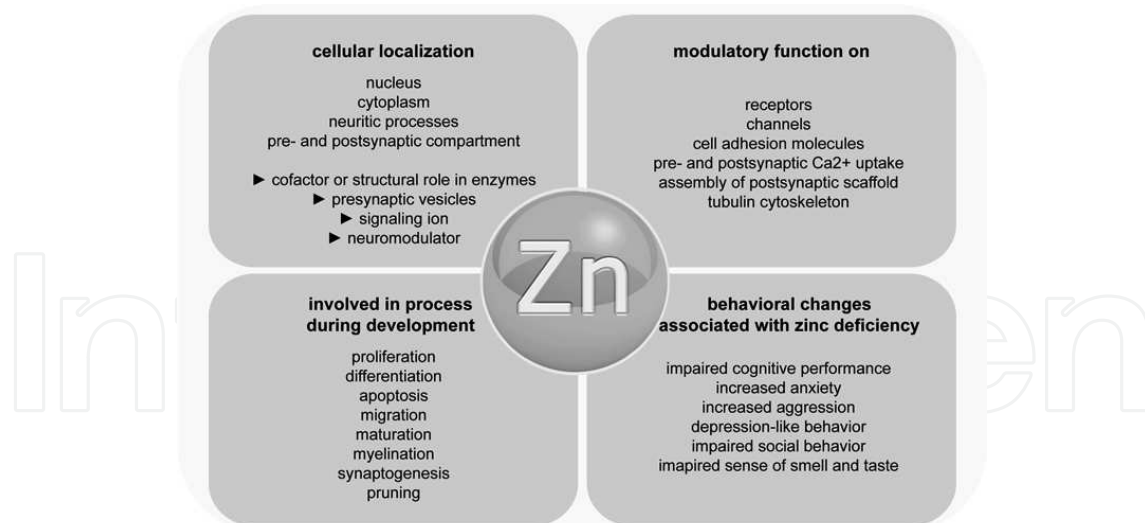 cellular localization
nucleus
cytoplasm
neuritic processes
pre- and postsynaptic compartment
► cofactor or structural role in enzymes
► presynaptic vesicles
► signaling ion
► neuromodulator
modulatory function on
receptors
channels
cell adhesion molecules
pre- and postsynaptic Ca2+ uptake
assembly of postsynaptic scaffold
tubulin cytoskeleton
Zn
involved in process
during development
proliferation
differentiation
apoptosis
migration
maturation
myelination
synaptogenesis
pruning
behavioral changes
associated with zinc deficiency
impaired cognitive performance
increased anxiety
increased aggression
depression-like behavior
impaired social behavior
imapired sense of smell and taste